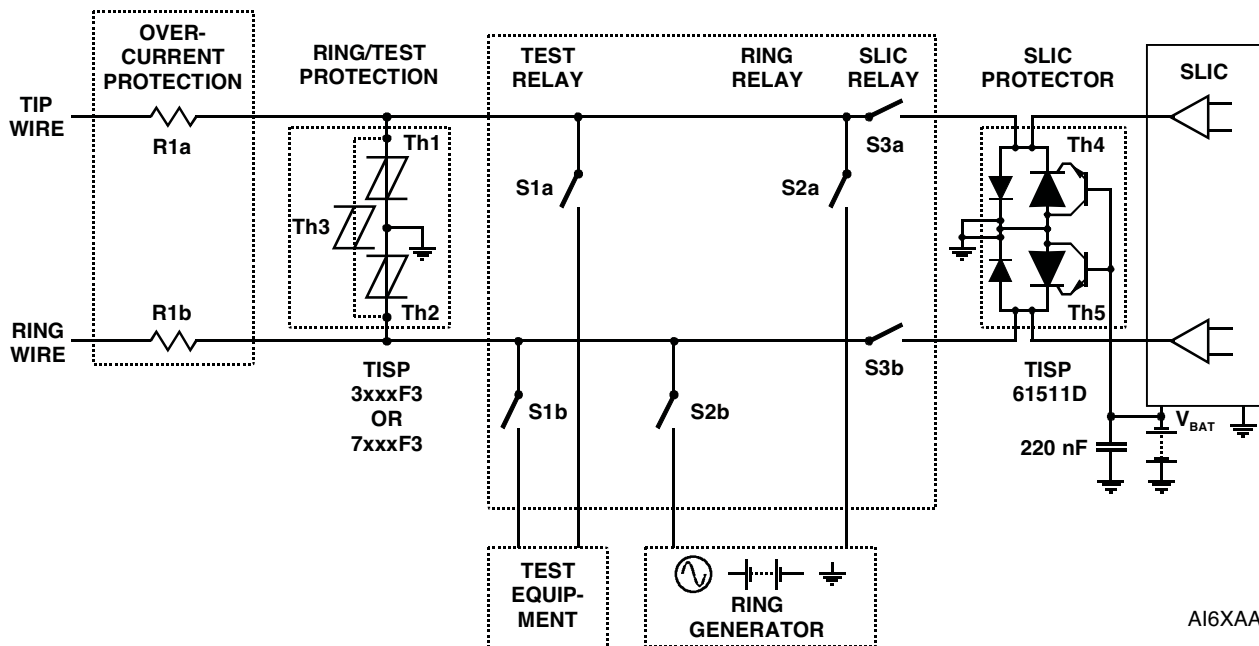 OVER-
CURRENT
PROTECTION
RING/TEST
PROTECTION
TEST
RELAY
RING
RELAY
SLIC
RELAY
SLIC
PROTECTOR
SLIC
TIP
WIRE
R1a
Th1
Th3
Th2
S1a
S2a
S3a
Th4
Th5
RING
WIRE
R1b
TISP
3xxxF3
OR
7xxxF3
S1b
S2b
S3b
TISP
61511D
220 nF
VBAT
TEST
EQUIP-
MENT
RING
GENERATOR
AI6XAA